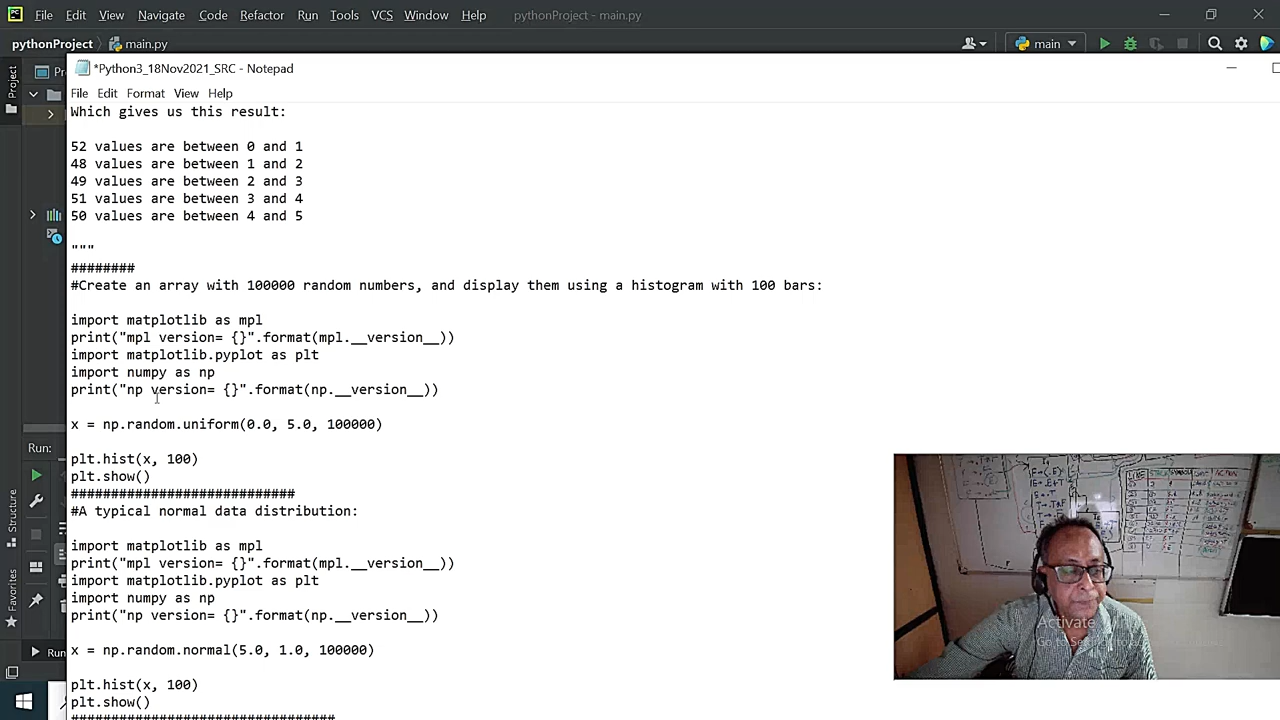 File Edit View Navigate Code Refactor Run Tools VCS Window Help pythonProject - main.py
pythonProject main.py main
*Python3_18Nov2021_SRC - Notepad
File Edit Format View Help
Which gives us this result:
52 values are between 0 and 1
48 values are between 1 and 2
49 values are between 2 and 3
51 values are between 3 and 4
50 values are between 4 and 5
"""
########
#Create an array with 100000 random numbers, and display them using a histogram with 100 bars:
import matplotlib as mpl
print("mpl version= {}".format(mpl.__version__))
import matplotlib.pyplot as plt
import numpy as np
print("np version= {}".format(np.__version__))
x = np.random.uniform(0.0, 5.0, 100000)
plt.hist(x, 100)
plt.show()
############################
#A typical normal data distribution:
import matplotlib as mpl
print("mpl version= {}".format(mpl.__version__))
import matplotlib.pyplot as plt
import numpy as np
print("np version= {}".format(np.__version__))
x = np.random.normal(5.0, 1.0, 100000)
plt.hist(x, 100)
plt.show()
#################################
Project
Pr
Run:
Structure
Favorites
Run
Activate